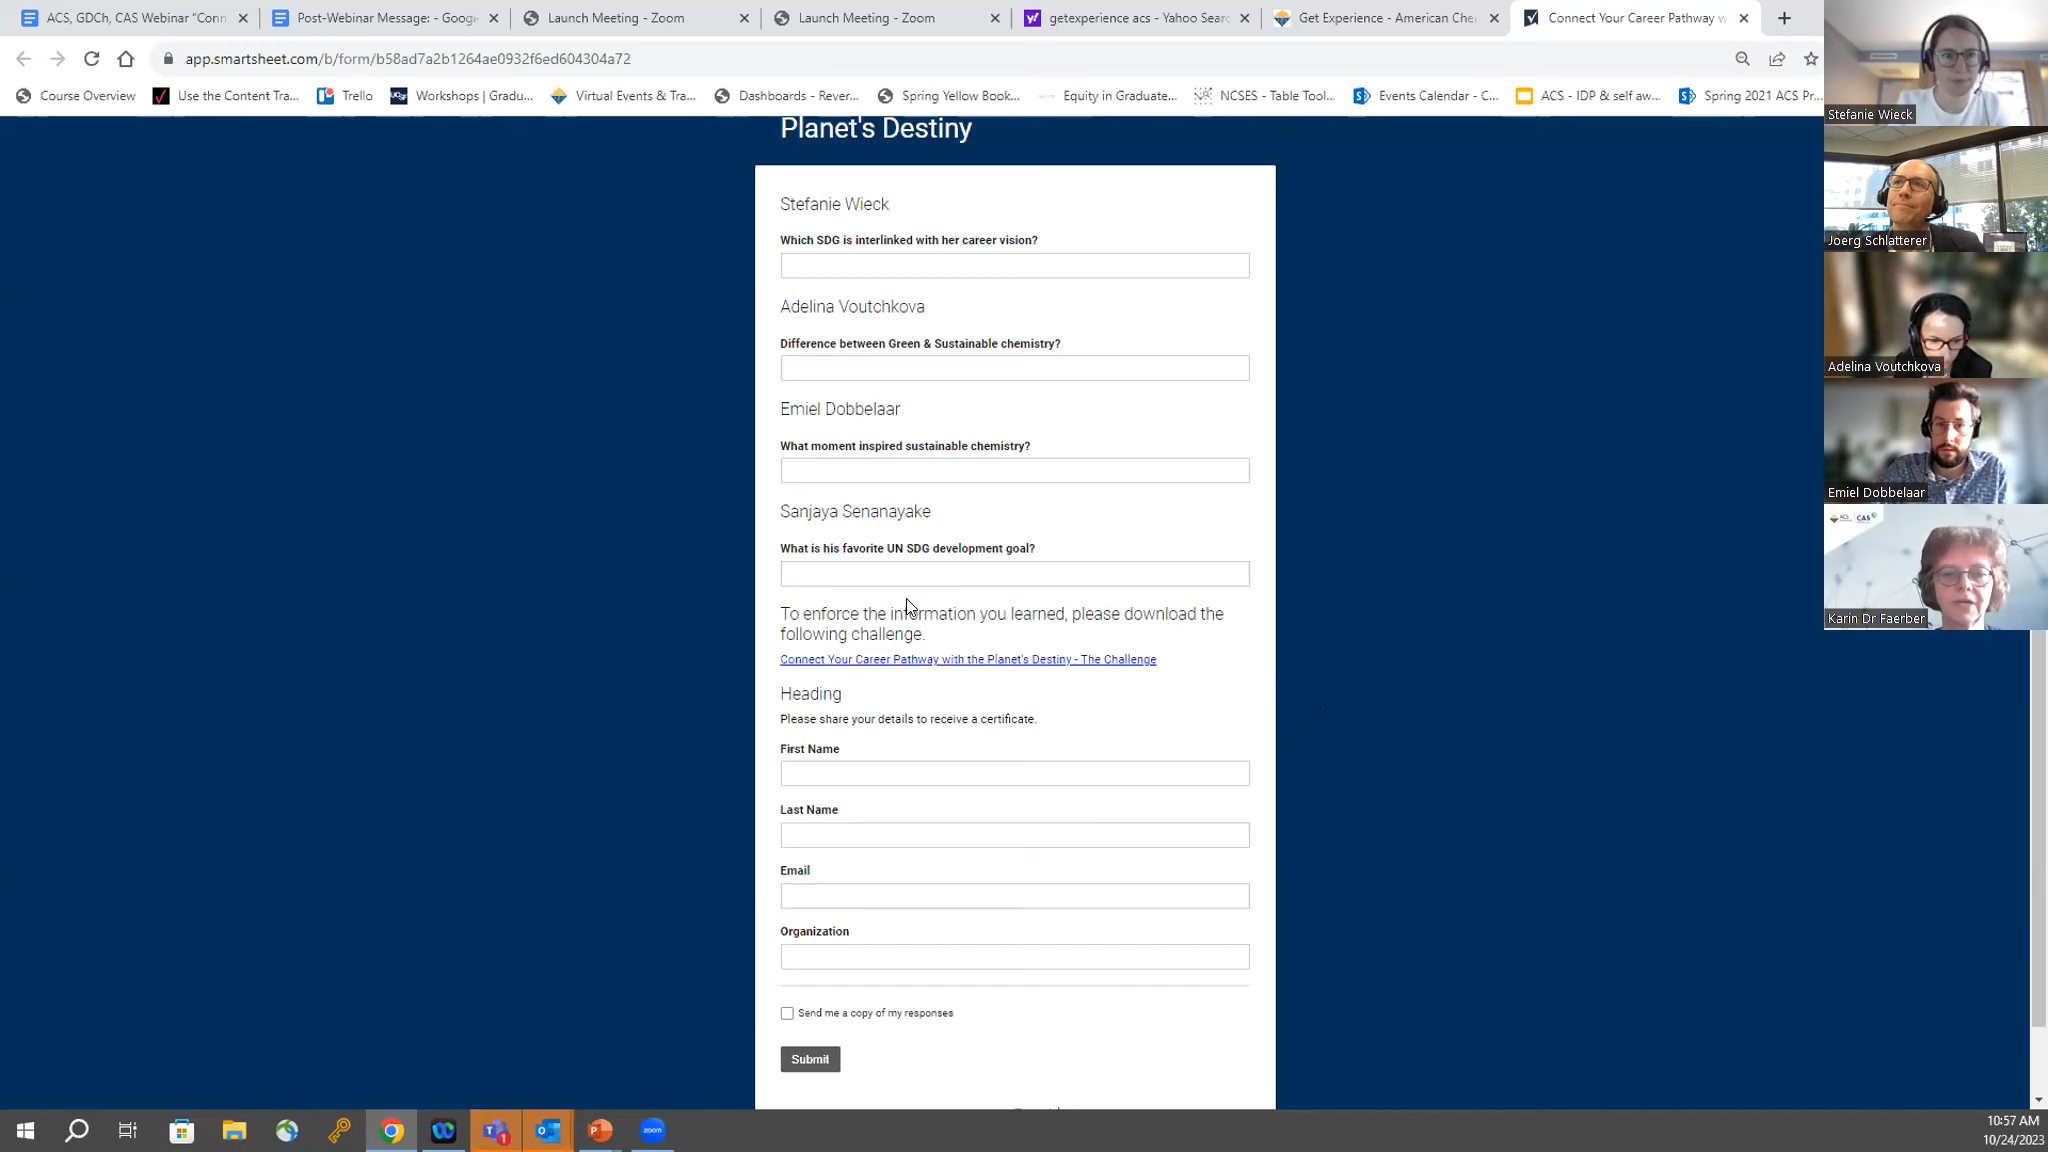 ACS, GDCh, CAS Webinar “Conn
Post-Webinar Message: - Goog
Launch Meeting - Zoom
Launch Meeting - Zoom
getexperience acs - Yahoo Sear
Get Experience - American Che
Connect Your Career Pathway w
app.smartsheet.com/b/form/b58ad7a2b1264ae0932f6ed604304a72
Course Overview
Use the Content Tra...
Trello
Workshops | Gradu...
Virtual Events & Tra...
Dashboards - Rever...
Spring Yellow Book...
Equity in Graduate...
NCSES - Table Tool...
Events Calendar - C...
ACS - IDP & self aw...
Spring 2021 ACS Pr...
Planet's Destiny
Stefanie Wieck
Which SDG is interlinked with her career vision?
Adelina Voutchkova
Difference between Green & Sustainable chemistry?
Emiel Dobbelaar
What moment inspired sustainable chemistry?
Sanjaya Senanayake
What is his favorite UN SDG development goal?
To enforce the information you learned, please download the
following challenge.
Connect Your Career Pathway with the Planet's Destiny - The Challenge
Heading
Please share your details to receive a certificate.
First Name
Last Name
Email
Organization
Send me a copy of my responses
Submit
Stefanie Wieck
Joerg Schlatterer
Adelina Voutchkova
Emiel Dobbelaar
ACS
CAS
Karin Dr Faerber
zoom
1
10:57 AM
10/24/2023